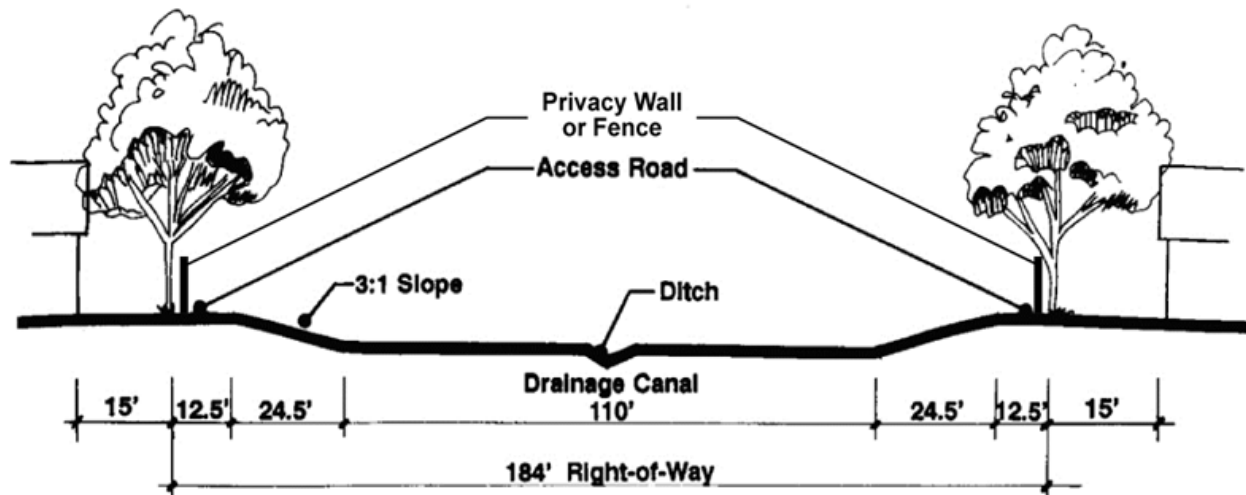 Privacy Wall
or Fence
Access Road
3:1 Slope
Ditch
Drainage Canal
15' 12.5' 24.5' 110' 24.5' 12.5' 15'
184' Right-of-Way